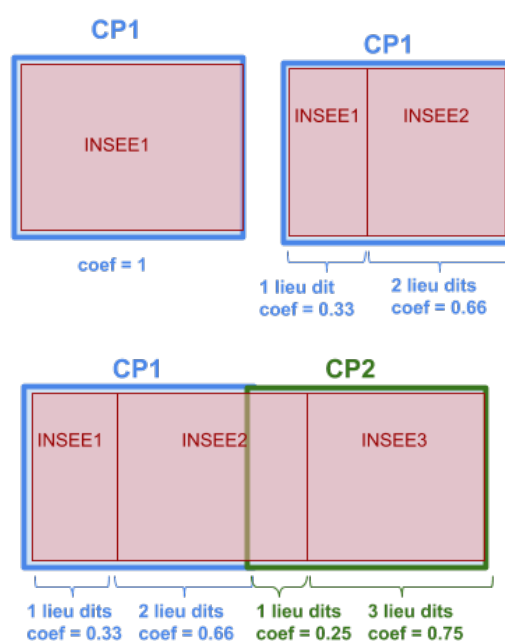 CP1
INSEE1
coef = 1
CP1
INSEE1 INSEE2
1 lieu dit 2 lieu dits
coef = 0.33 coef = 0.66
CP1 CP2
INSEE1 INSEE2 INSEE3
1 lieu dits 2 lieu dits 1 lieu dits 3 lieu dits
coef = 0.33 coef = 0.66 coef = 0.25 coef = 0.75